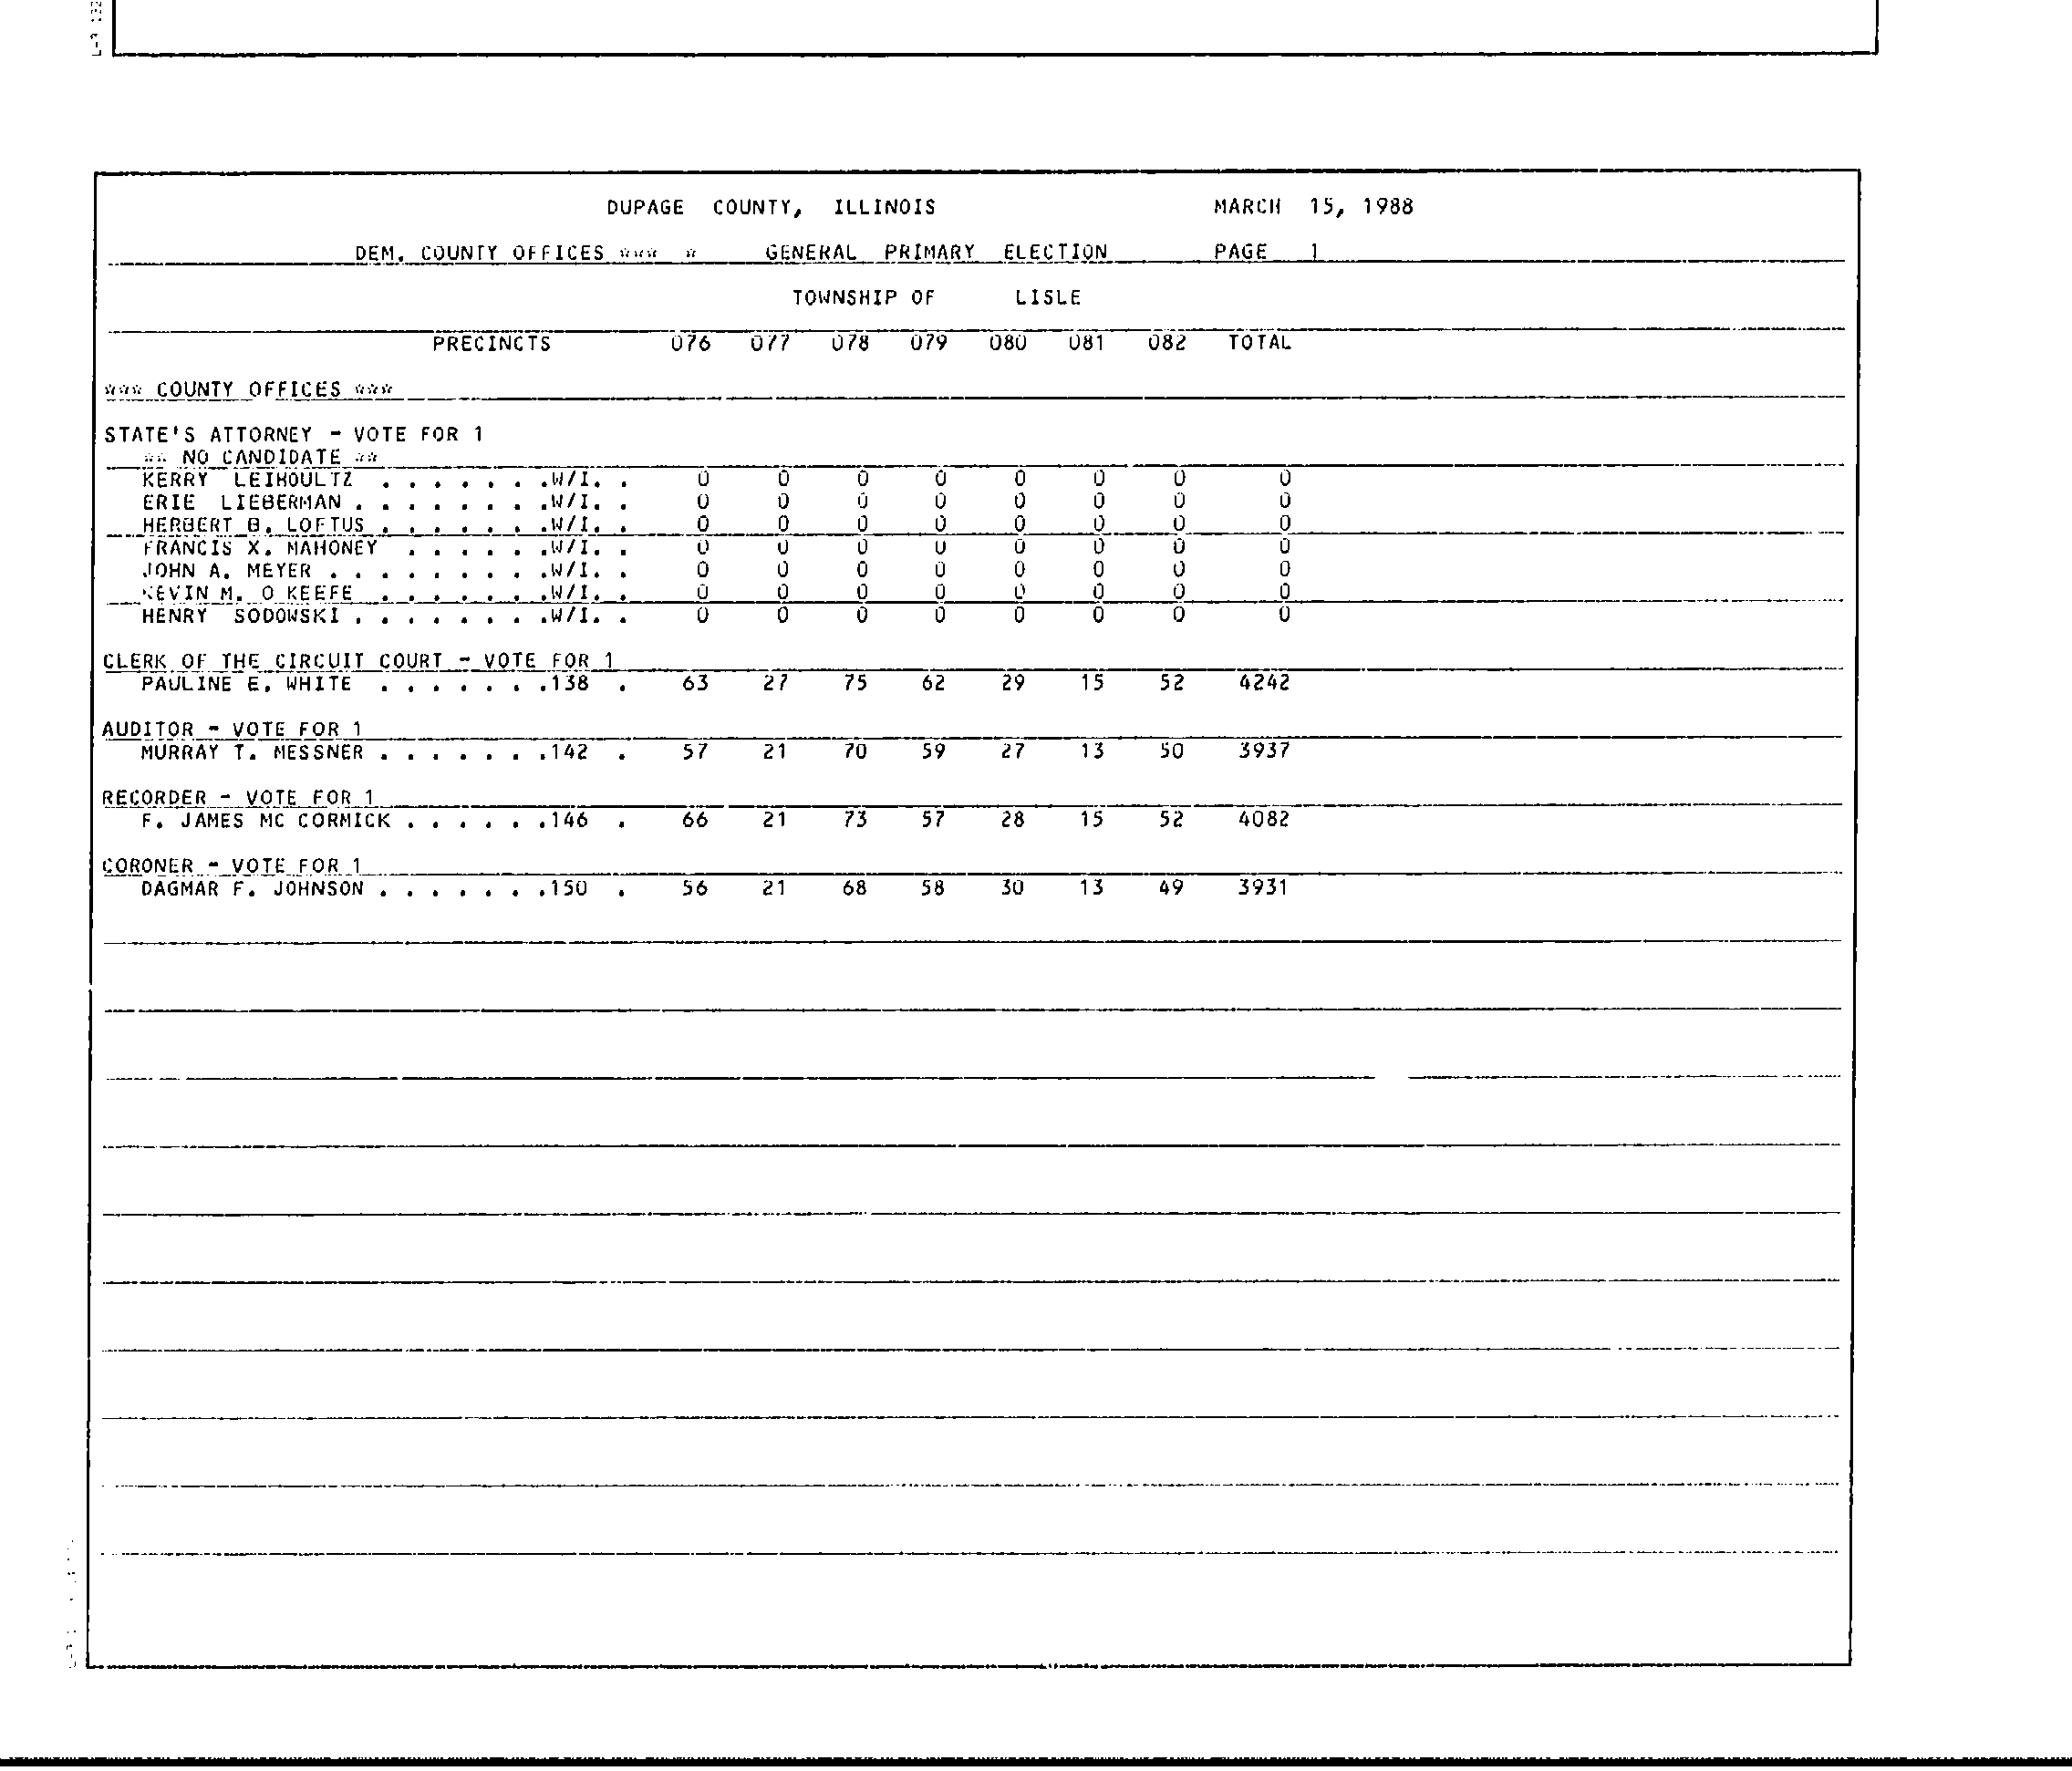 DUPAGE COUNTY, ILLINOIS MARCH 15, 1988
DEM. COUNTY OFFICES *** * GENERAL PRIMARY ELECTION PAGE 1
TOWNSHIP OF LISLE
PRECINCTS 076 077 078 079 080 081 082 TOTAL
*** COUNTY OFFICES ***
STATE'S ATTORNEY - VOTE FOR 1
** NO CANDIDATE **
KERRY LEIHOULTZ . . . . . . .W/I. . 0 0 0 0 0 0 0 0
ERIE LIEBERMAN . . . . . . . .W/I. . 0 0 0 0 0 0 0 0
HERBERT B. LOFTUS . . . . . . .W/I. . 0 0 0 0 0 0 0 0
FRANCIS X. MAHONEY . . . . . .W/I. . 0 0 0 0 0 0 0 0
JOHN A. MEYER . . . . . . . . .W/I. . 0 0 0 0 0 0 0 0
KEVIN M. O KEEFE . . . . . . .W/I. . 0 0 0 0 0 0 0 0
HENRY SODOWSKI . . . . . . . .W/I. . 0 0 0 0 0 0 0 0
CLERK OF THE CIRCUIT COURT - VOTE FOR 1
PAULINE E. WHITE . . . . . . .138 . 63 27 75 62 29 15 52 4242
AUDITOR - VOTE FOR 1
MURRAY T. MESSNER . . . . . . .142 . 57 21 70 59 27 13 50 3937
RECORDER - VOTE FOR 1
F. JAMES MC CORMICK . . . . . .146 . 66 21 73 57 28 15 52 4082
CORONER - VOTE FOR 1
DAGMAR F. JOHNSON . . . . . . .150 . 56 21 68 58 30 13 49 3931